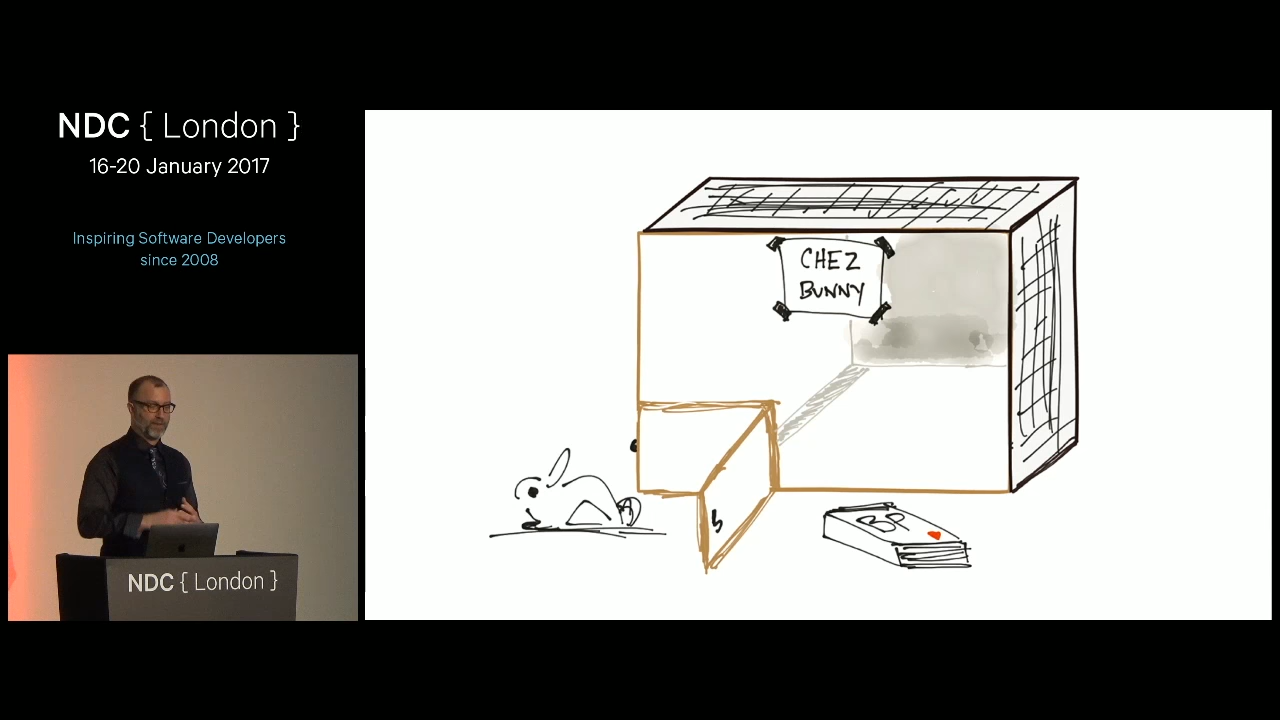 NDC { London }
16-20 January 2017
Inspiring Software Developers
since 2008
CHEZ
BUNNY
BP
NDC { London }